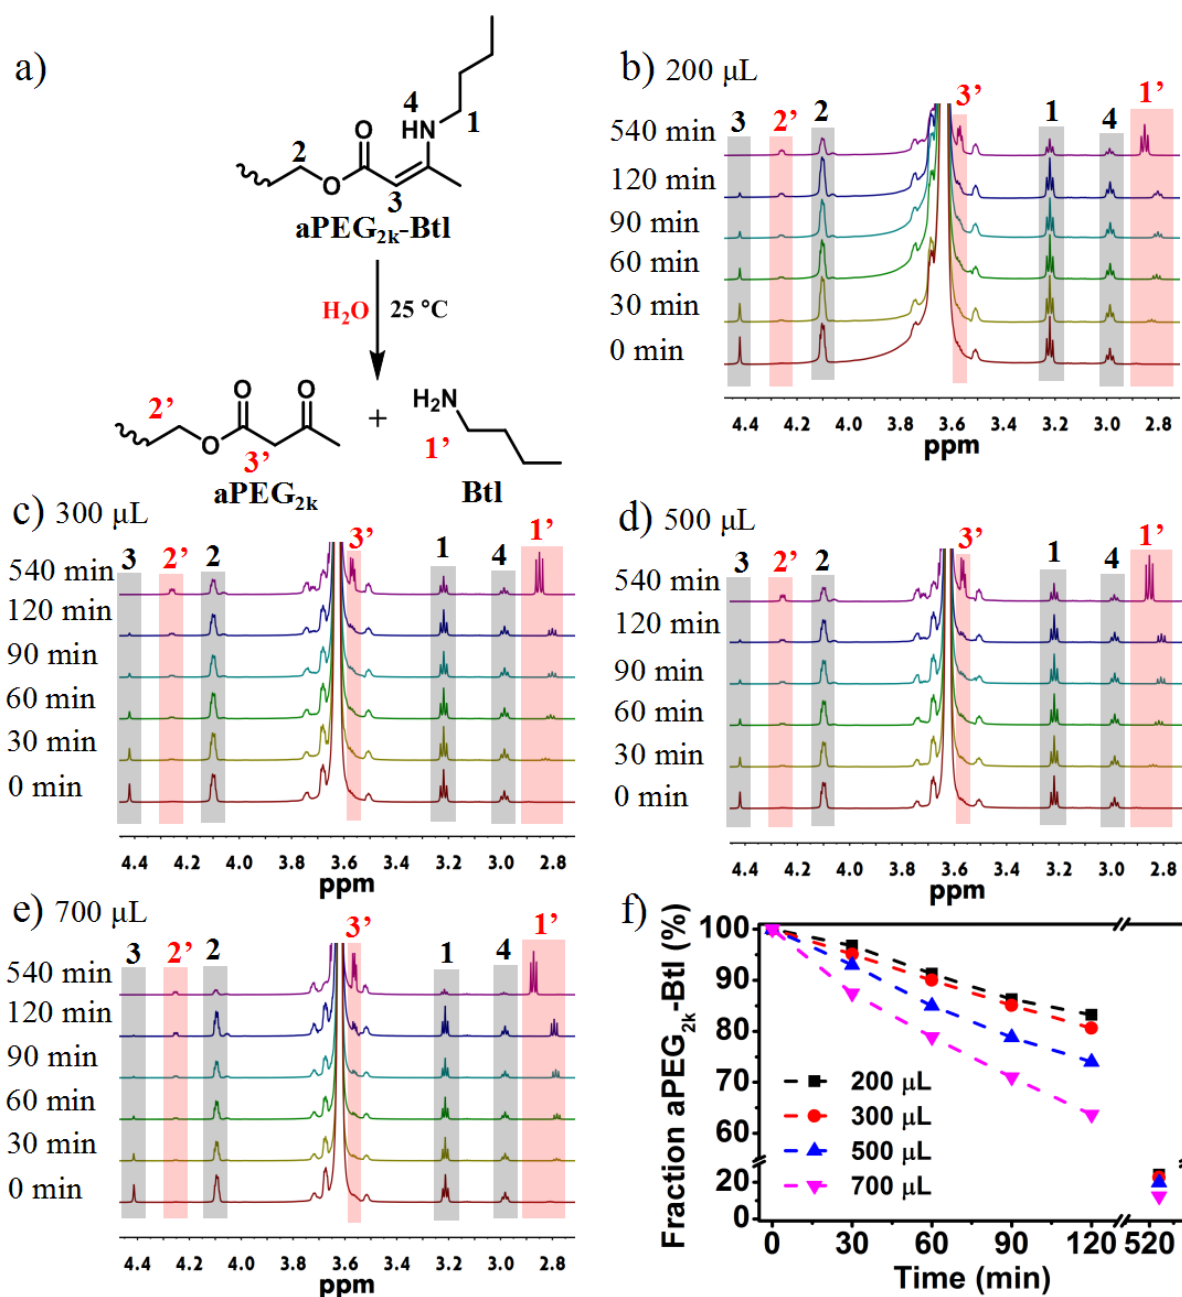 a)
HN
4
1
O
2
O
3
aPEG2k-Btl
H2O 25 °C
O O
2'
O
3'
aPEG2k
+
H2N
1'
Btl
b) 200 μL
3 2' 2 3' 1 4 1'
540 min
120 min
90 min
60 min
30 min
0 min
4.4 4.2 4.0 3.8 3.6 3.4 3.2 3.0 2.8
ppm
c) 300 μL
3 2' 2 3' 1 4 1'
540 min
120 min
90 min
60 min
30 min
0 min
4.4 4.2 4.0 3.8 3.6 3.4 3.2 3.0 2.8
ppm
d) 500 μL
3 2' 2 3' 1 4 1'
540 min
120 min
90 min
60 min
30 min
0 min
4.4 4.2 4.0 3.8 3.6 3.4 3.2 3.0 2.8
ppm
e) 700 μL
3 2' 2 3' 1 4 1'
540 min
120 min
90 min
60 min
30 min
0 min
4.4 4.2 4.0 3.8 3.6 3.4 3.2 3.0 2.8
ppm
f)
Fraction aPEG2k-Btl (%)
100
90
80
70
60
20
0
200 μL
300 μL
500 μL
700 μL
0 30 60 90 120 520
Time (min)